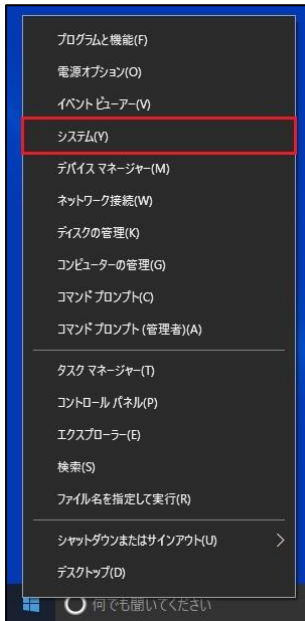 プログラムと機能(F)
電源オプション(O)
イベント ビューアー(V)
システム(Y)
デバイス マネージャー(M)
ネットワーク接続(W)
ディスクの管理(K)
コンピューターの管理(G)
コマンド プロンプト(C)
コマンド プロンプト (管理者)(A)
タスク マネージャー(T)
コントロール パネル(P)
エクスプローラー(E)
検索(S)
ファイル名を指定して実行(R)
シャットダウンまたはサインアウト(U)
デスクトップ(D)
何でも聞いてください